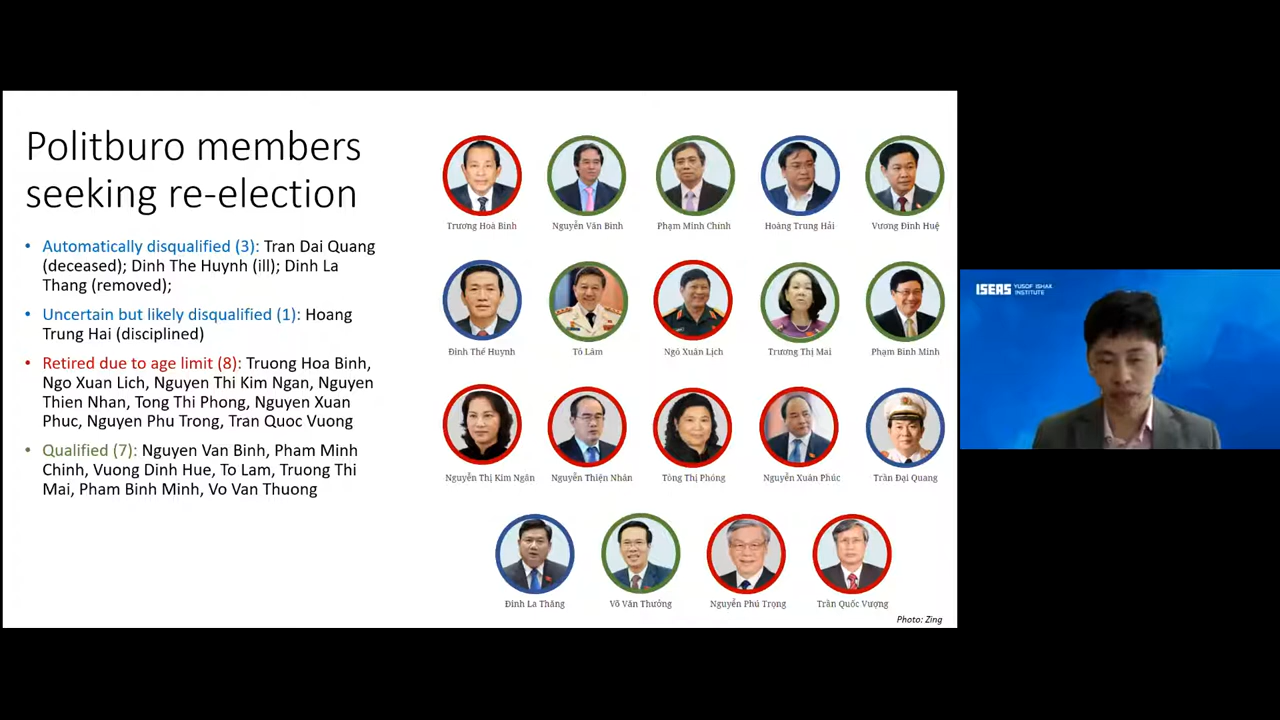 Politburo members
seeking re-election
• Automatically disqualified (3): Tran Dai Quang
(deceased); Dinh The Huynh (ill); Dinh La
Thang (removed);
• Uncertain but likely disqualified (1): Hoang
Trung Hai (disciplined)
• Retired due to age limit (8): Truong Hoa Binh,
Ngo Xuan Lich, Nguyen Thi Kim Ngan, Nguyen
Thien Nhan, Tong Thi Phong, Nguyen Xuan
Phuc, Nguyen Phu Trong, Tran Quoc Vuong
• Qualified (7): Nguyen Van Binh, Pham Minh
Chinh, Vuong Dinh Hue, To Lam, Truong Thi
Mai, Pham Binh Minh, Vo Van Thuong
Trương Hoà Bình
Nguyễn Văn Bình
Phạm Minh Chính
Hoàng Trung Hải
Vương Đình Huệ
Đinh Thế Huynh
Tô Lâm
Ngô Xuân Lịch
Trương Thị Mai
Phạm Bình Minh
Nguyễn Thị Kim Ngân
Nguyễn Thiện Nhân
Tòng Thị Phóng
Nguyễn Xuân Phúc
Trần Đại Quang
Đinh La Thăng
Võ Văn Thưởng
Nguyễn Phú Trọng
Trần Quốc Vượng
Photo: Zing
ISEAS YUSOF ISHAK
INSTITUTE